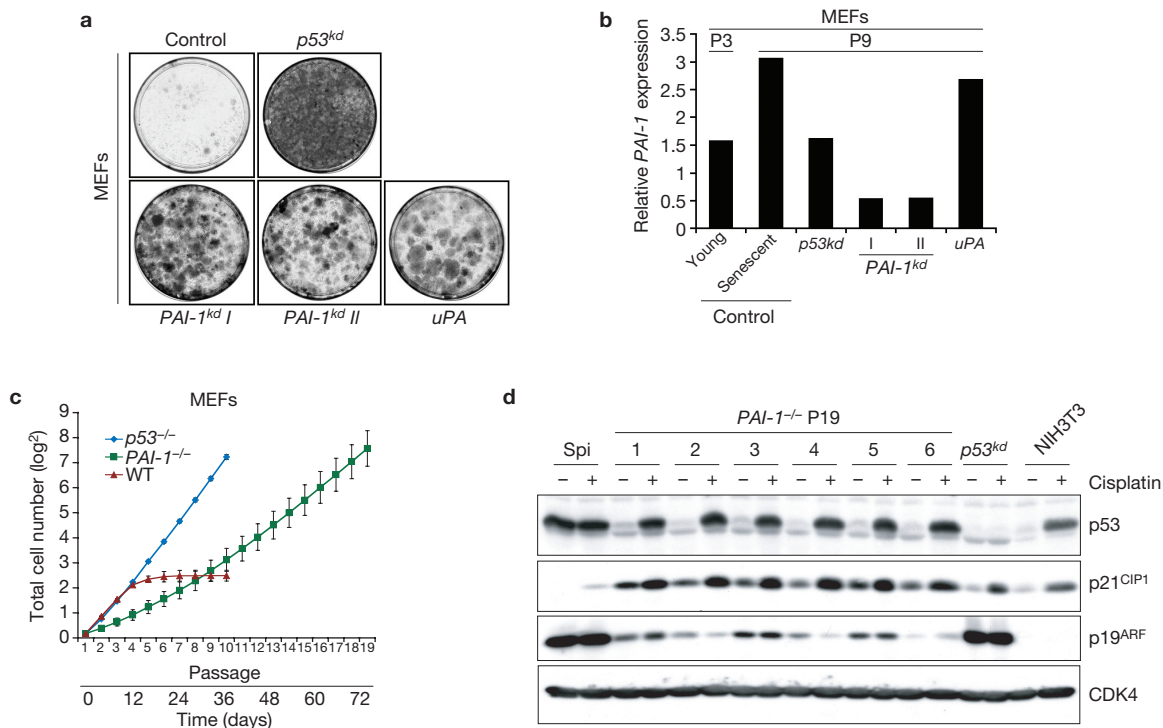 a
Control p53kd
MEFs
PAI-1kd I PAI-1kd II uPA
b
MEFs
P3 P9
Relative PAI-1 expression
3.5
3
2.5
2
1.5
1
0.5
0
Young Senescent p53kd I II uPA
PAI-1kd
Control
c
MEFs
Total cell number (log2)
9
8
7
6
5
4
3
2
1
0
p53–/–
PAI-1–/–
WT
1 2 3 4 5 6 7 8 9 10 11 12 13 14 15 16 17 18 19
Passage
0 12 24 36 48 60 72
Time (days)
d
PAI-1–/– P19
Spi 1 2 3 4 5 6 p53kd NIH3T3
– + – + – + – + – + – + – + – + – + Cisplatin
p53
p21CIP1
p19ARF
CDK4